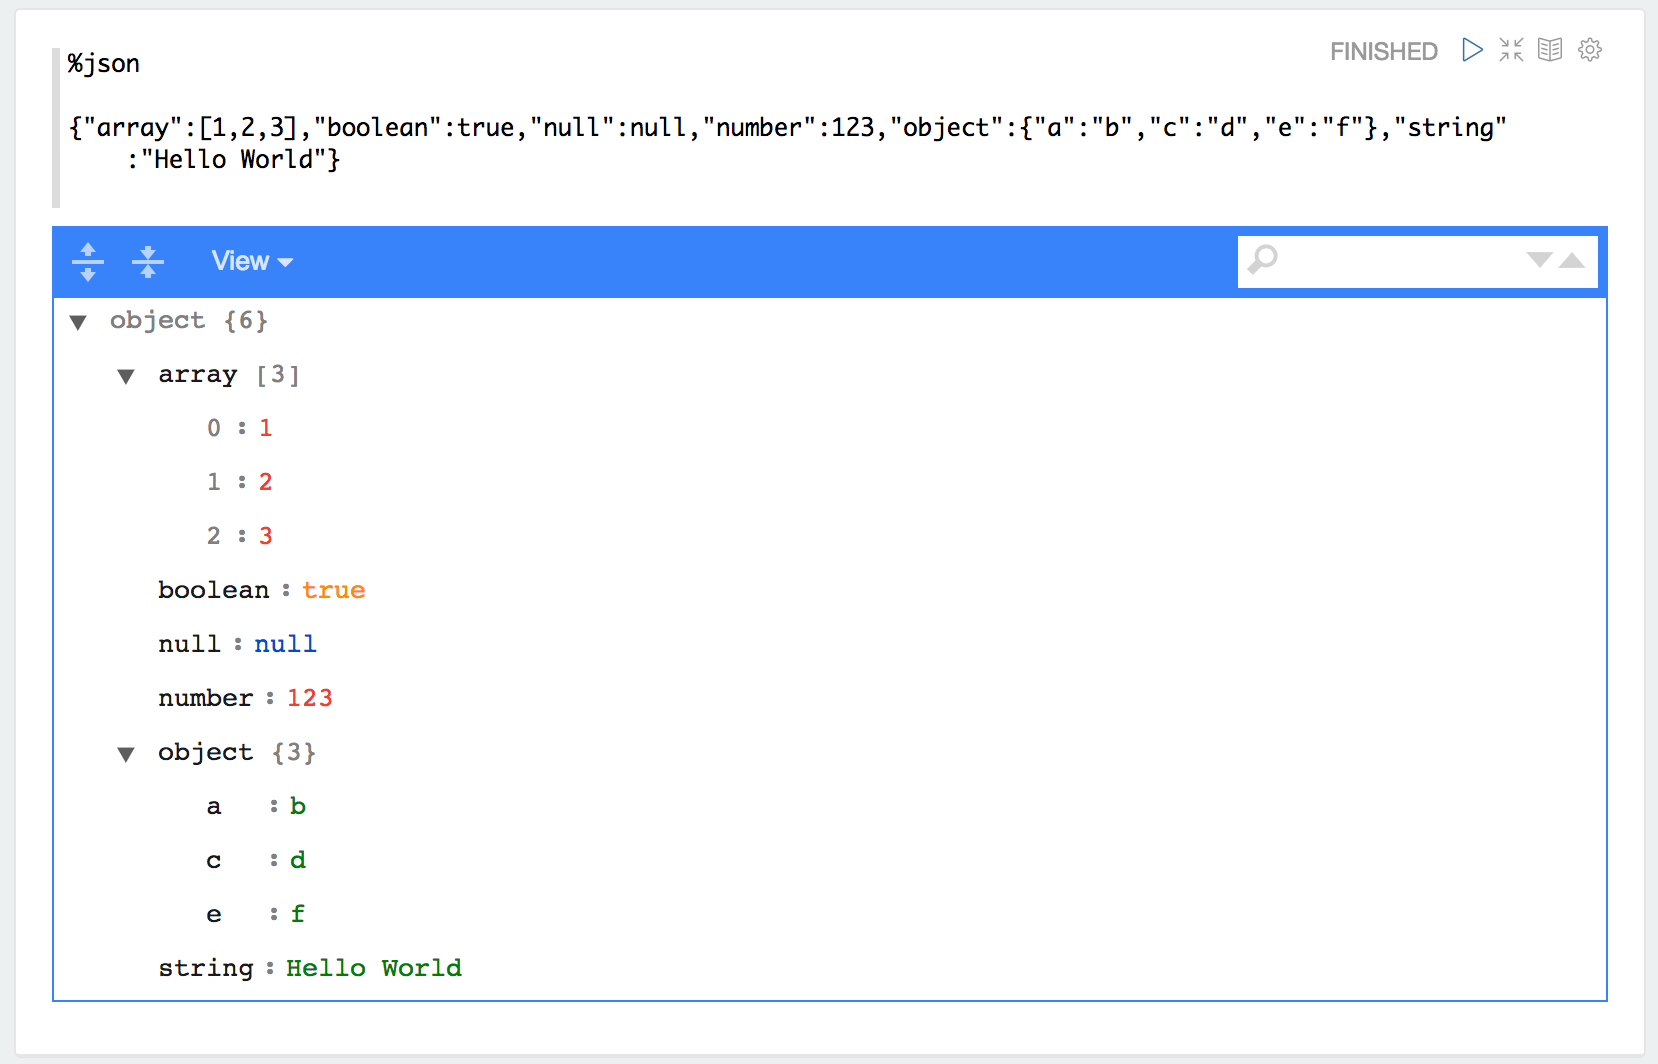 %json
FINISHED
{"array":[1,2,3],"boolean":true,"null":null,"number":123,"object":{"a":"b","c":"d","e":"f"},"string"
:"Hello World"}
View
object {6}
array [3]
0 : 1
1 : 2
2 : 3
boolean : true
null : null
number : 123
object {3}
a : b
c : d
e : f
string : Hello World